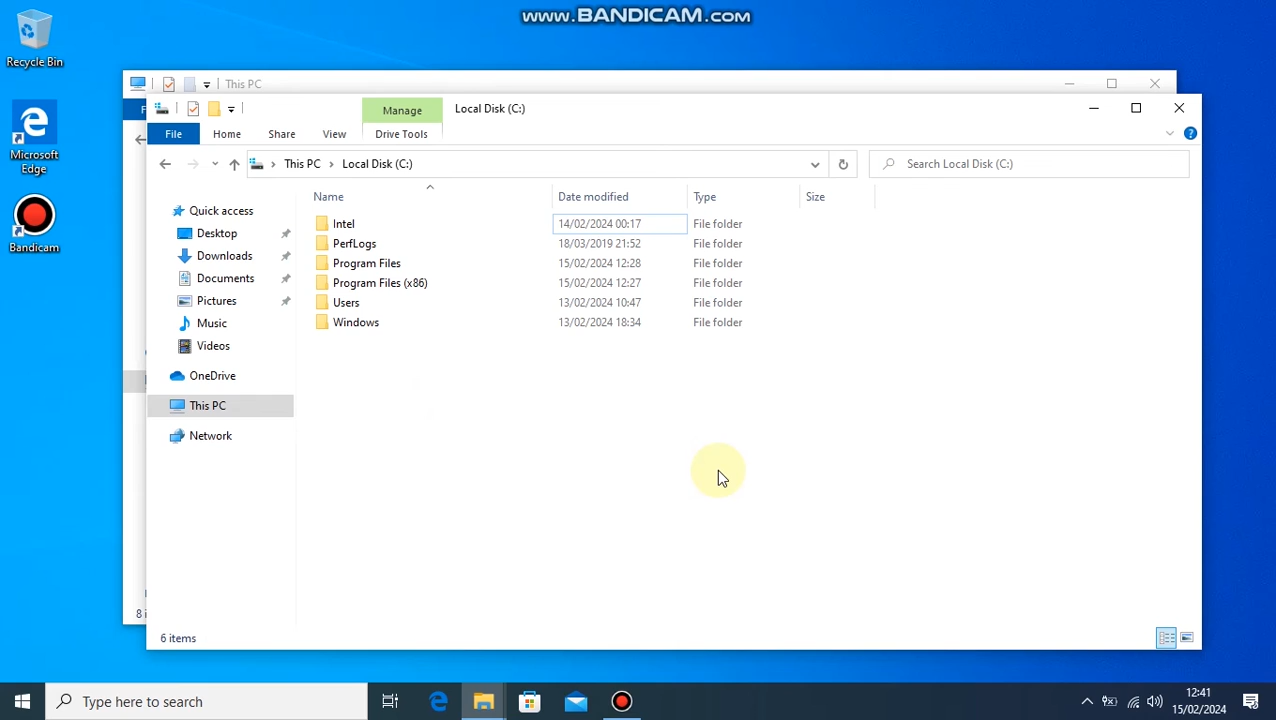 www.BANDICAM.com
Recycle Bin
Microsoft
Edge
Bandicam
This PC
Manage
Local Disk (C:)
File
Home
Share
View
Drive Tools
This PC
Local Disk (C:)
Search Local Disk (C:)
Name
Date modified
Type
Size
Quick access
Desktop
Downloads
Documents
Pictures
Music
Videos
OneDrive
This PC
Network
Intel 14/02/2024 00:17 File folder
PerfLogs 18/03/2019 21:52 File folder
Program Files 15/02/2024 12:28 File folder
Program Files (x86) 15/02/2024 12:27 File folder
Users 13/02/2024 10:47 File folder
Windows 13/02/2024 18:34 File folder
6 items
Type here to search
12:41
15/02/2024